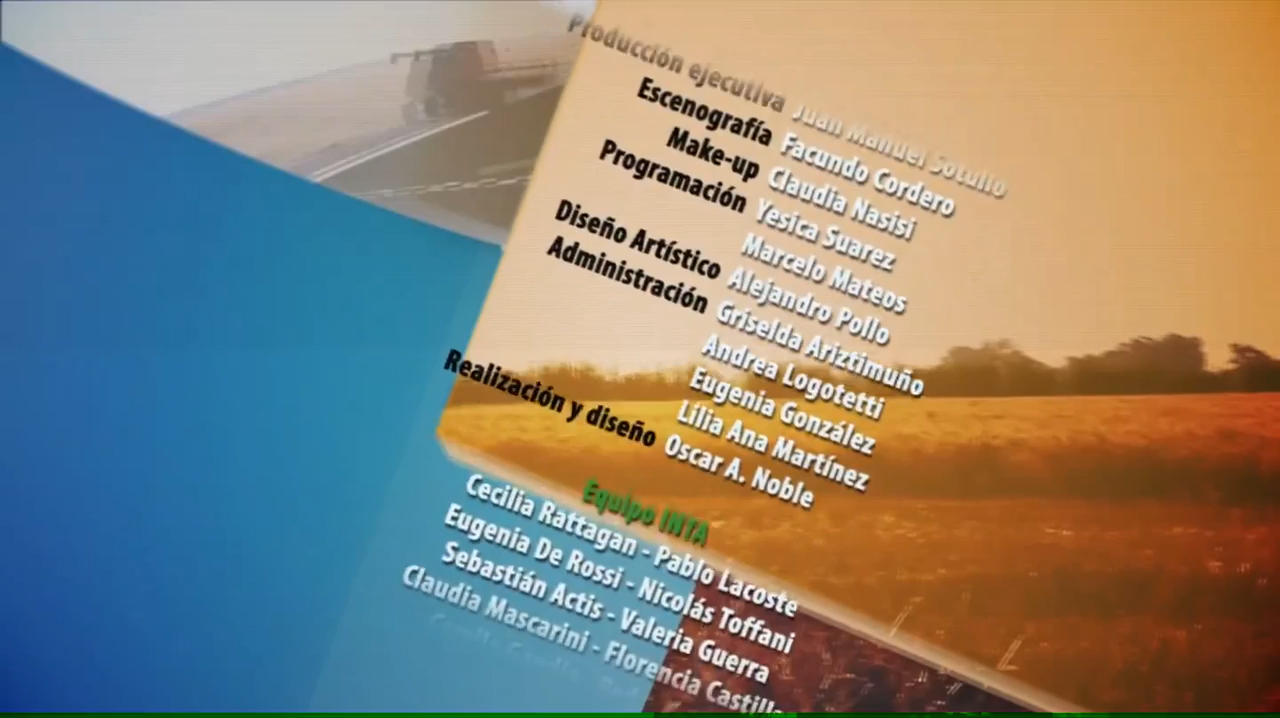 Producción ejecutiva Juan Manuel Sotullo
Escenografía Facundo Cordero
Make-up Claudia Nasisi
Programación Yesica Suarez
Marcelo Mateos
Diseño Artístico Alejandro Pollo
Administración Griselda Ariztimuño
Andrea Logotetti
Eugenia González
Lilia Ana Martínez
Realización y diseño Oscar A. Noble
Equipo INTA
Cecilia Rattagan - Pablo Lacoste
Eugenia De Rossi - Nicolás Toffani
Sebastián Actis - Valeria Guerra
Claudia Mascarini - Florencia Castilla